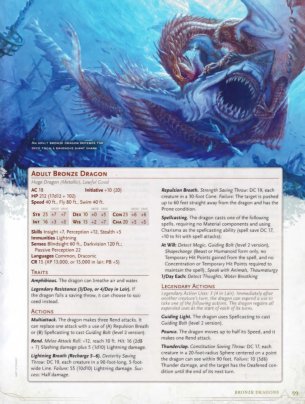 AN ADULT BRONZE DRAGON DEFENDS THE
ADULT BRONZE DRAGON
Huge Dragon (Metallic), Lawful Good
AC 18 Initiative +10 (20)
HP 212 (17d12 + 102)
Speed 40 ft., Fly 80 ft., Swim 40 ft.
MOD SAVE MOD SAVE MOD SAVE
STR 25 +7 +7 DEX 10 +0 +5 CON 23 +6 +6
INT 16 +3 +3 WIS 15 +2 +7 CHA 20 +5 +5
Skills Insight +7, Perception +12, Stealth +5
Immunities Lightning
Senses Blindsight 60 ft., Darkvision 120 ft.;
Passive Perception 22
Languages Common, Draconic
CR 15 (XP 13,000, or 15,000 in lair; PB +5)
TRAITS
Amphibious. The dragon can breathe air and water.
Legendary Resistance (3/Day, or 4/Day in Lair). If
the dragon fails a saving throw, it can choose to suc-
ceed instead.
ACTIONS
Multiattack. The dragon makes three Rend attacks. It
can replace one attack with a use of (A) Repulsion Breath
or (B) Spellcasting to cast Guiding Bolt (level 2 version).
Rend. Melee Attack Roll: +12, reach 10 ft. Hit: 16 (2d8
+ 7) Slashing damage plus 5 (1d10) Lightning damage.
Lightning Breath (Recharge 5–6). Dexterity Saving
Throw: DC 19, each creature in a 90-foot-long, 5-foot-
wide Line. Failure: 55 (10d10) Lightning damage. Suc-
cess: Half damage.
Repulsion Breath. Strength Saving Throw: DC 19, each
creature in a 30-foot Cone. Failure: The target is pushed
up to 60 feet straight away from the dragon and has the
Prone condition.
Spellcasting. The dragon casts one of the following
spells, requiring no Material components and using
Charisma as the spellcasting ability (spell save DC 17,
+10 to hit with spell attacks):
At Will: Detect Magic, Guiding Bolt (level 2 version),
Shapechange (Beast or Humanoid form only, no
Temporary Hit Points gained from the spell, and no
Concentration or Temporary Hit Points required to
maintain the spell), Speak with Animals, Thaumaturgy
1/Day Each: Detect Thoughts, Water Breathing
LEGENDARY ACTIONS
Legendary Action Uses: 3 (4 in Lair). Immediately after
another creature's turn, the dragon can expend a use to
take one of the following actions. The dragon regains all
expended uses at the start of each of its turns.
Guiding Light. The dragon uses Spellcasting to cast
Guiding Bolt (level 2 version).
Pounce. The dragon moves up to half its Speed, and it
makes one Rend attack.
Thunderclap. Constitution Saving Throw: DC 17, each
creature in a 20-foot-radius Sphere centered on a point
the dragon can see within 90 feet. Failure: 10 (3d6)
Thunder damage, and the target has the Deafened con-
dition until the end of its next turn.
BRONZE DRAGONS 59